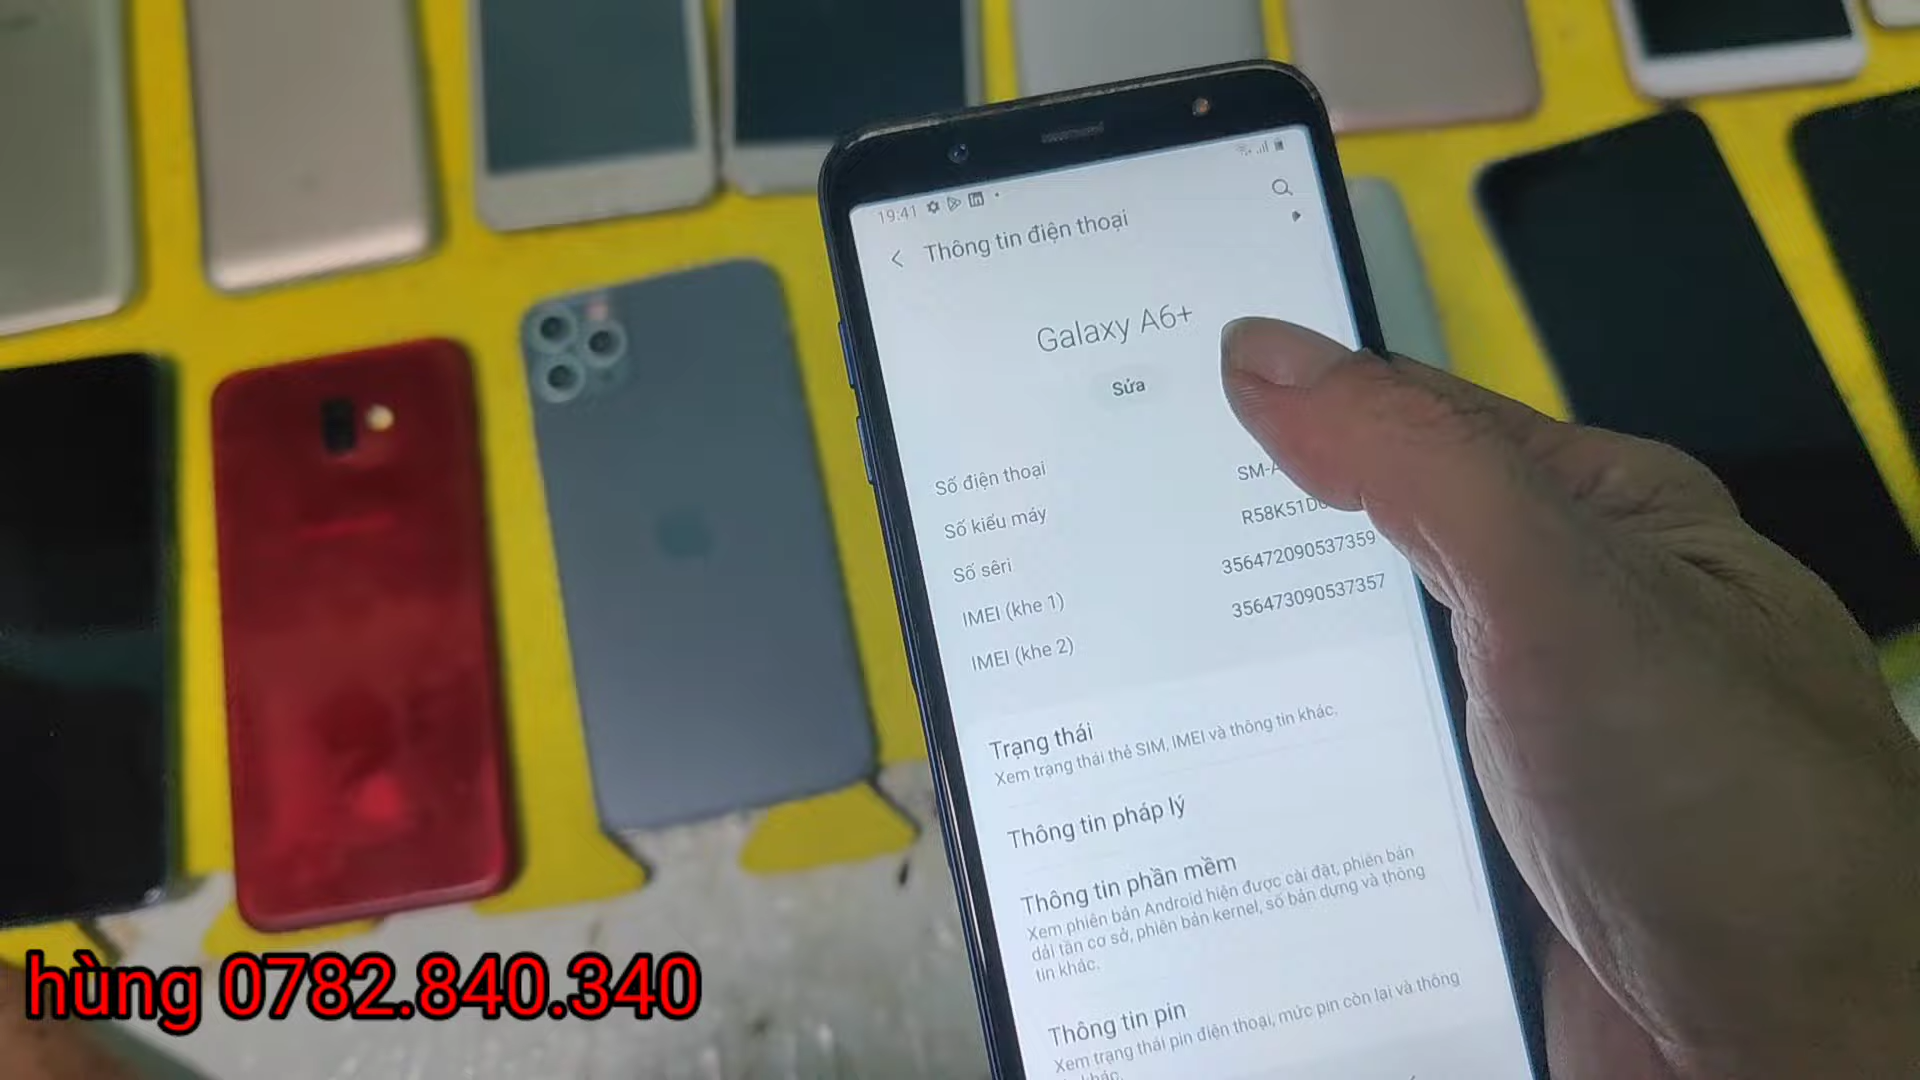 19:41
Thông tin điện thoại
Galaxy A6+
Sửa
Số điện thoại
Số kiểu máy SM-A
Số sêri R58K51D
IMEI (khe 1) 356472090537359
IMEI (khe 2) 356473090537357
Trạng thái
Xem trạng thái thẻ SIM, IMEI và thông tin khác.
Thông tin pháp lý
Thông tin phần mềm
Xem phiên bản Android hiện được cài đặt, phiên bản
dải tần cơ sở, phiên bản kernel, số bản dựng và thông
tin khác.
Thông tin pin
Xem trạng thái pin điện thoại, mức pin còn lại và thông
khác.
hùng 0782.840.340